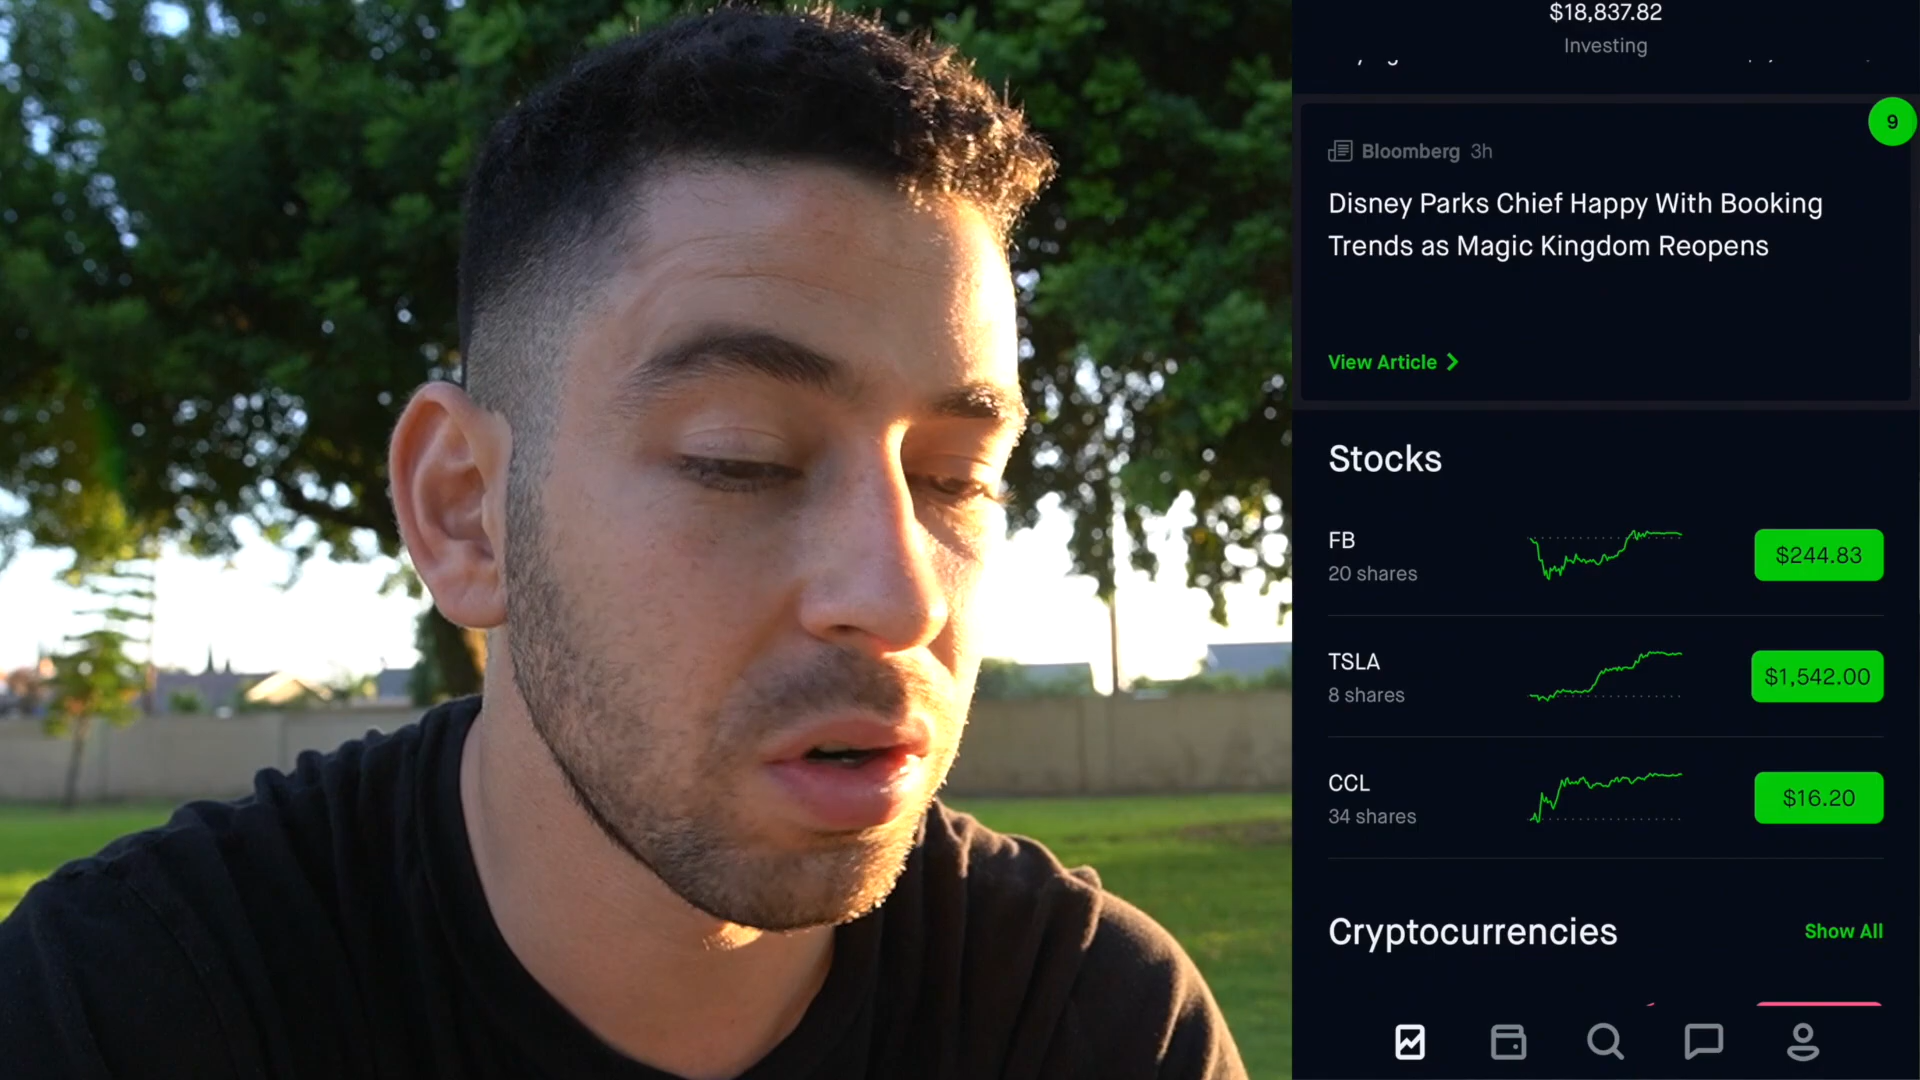 $18,837.82
Investing
9
Bloomberg 3h
Disney Parks Chief Happy With Booking
Trends as Magic Kingdom Reopens
View Article
Stocks
FB
20 shares
$244.83
TSLA
8 shares
$1,542.00
CCL
34 shares
$16.20
Cryptocurrencies
Show All